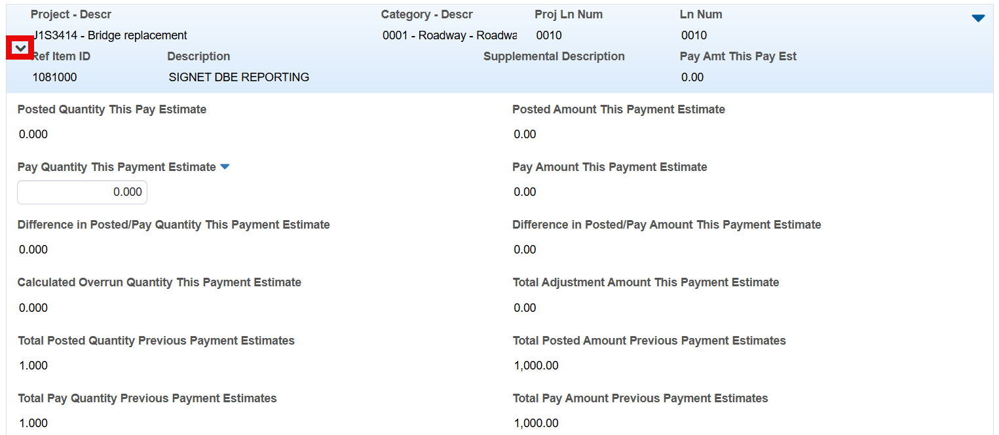 Project - Descr Category - Descr Proj Ln Num Ln Num
J1S3414 - Bridge replacement 0001 - Roadway - Roadwa 0010 0010
Ref Item ID Description Supplemental Description Pay Amt This Pay Est
1081000 SIGNET DBE REPORTING 0.00
Posted Quantity This Pay Estimate Posted Amount This Payment Estimate
0.000 0.00
Pay Quantity This Payment Estimate Pay Amount This Payment Estimate
0.000 0.00
Difference in Posted/Pay Quantity This Payment Estimate Difference in Posted/Pay Amount This Payment Estimate
0.000 0.00
Calculated Overrun Quantity This Payment Estimate Total Adjustment Amount This Payment Estimate
0.000 0.00
Total Posted Quantity Previous Payment Estimates Total Posted Amount Previous Payment Estimates
1.000 1,000.00
Total Pay Quantity Previous Payment Estimates Total Pay Amount Previous Payment Estimates
1.000 1,000.00